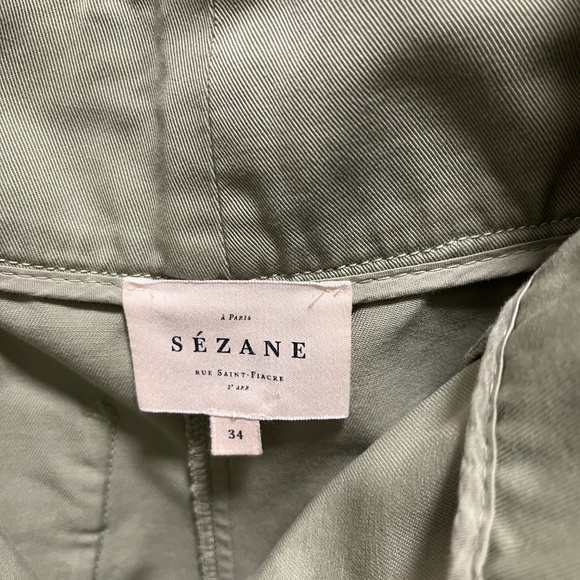 À PARIS
SÉZANE
RUE SAINT-FIACRE
2ᵉ ARR
34